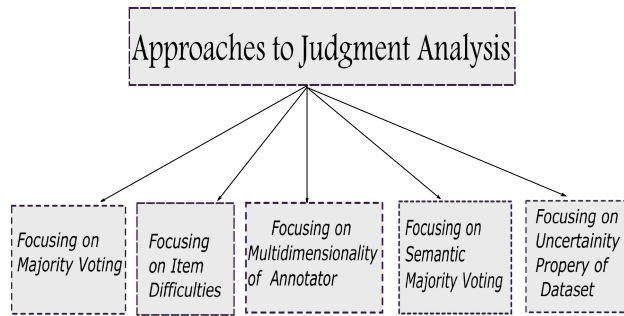 Approaches to Judgment Analysis
Focusing on
Majority Voting
Focusing
on Item
Difficulties
Focusing on
Multidimensionality
of Annotator
Focusing on
Semantic
Majority Voting
Focusing on
Uncertainity
Propery of
Dataset